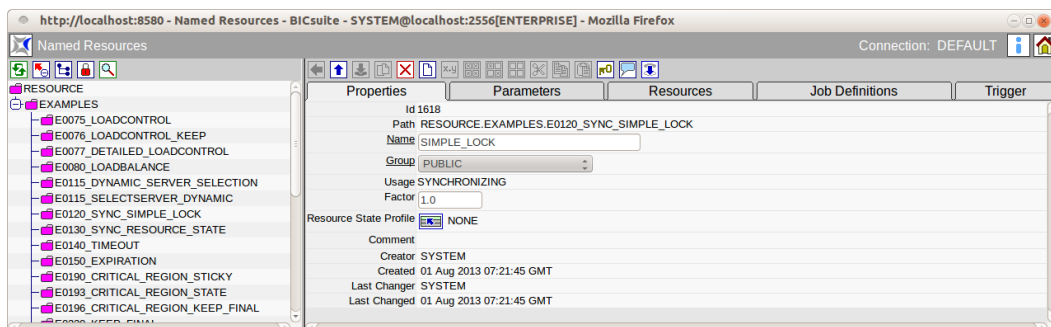 http://localhost:8580 - Named Resources - BICsuite - SYSTEM@localhost:2556[ENTERPRISE] - Mozilla Firefox
Named Resources
Connection: DEFAULT
RESOURCE
EXAMPLES
E0075_LOADCONTROL
E0076_LOADCONTROL_KEEP
E0077_DETAILED_LOADCONTROL
E0080_LOADBALANCE
E0115_DYNAMIC_SERVER_SELECTION
E0115_SELECTSERVER_DYNAMIC
E0120_SYNC_SIMPLE_LOCK
E0130_SYNC_RESOURCE_STATE
E0140_TIMEOUT
E0150_EXPIRATION
E0190_CRITICAL_REGION_STICKY
E0193_CRITICAL_REGION_STATE
E0196_CRITICAL_REGION_KEEP_FINAL
Properties Parameters Resources Job Definitions Trigger
Id 1618
Path RESOURCE.EXAMPLES.E0120_SYNC_SIMPLE_LOCK
Name SIMPLE_LOCK
Group PUBLIC
Usage SYNCHRONIZING
Factor 1.0
Resource State Profile NONE
Comment
Creator SYSTEM
Created 01 Aug 2013 07:21:45 GMT
Last Changer SYSTEM
Last Changed 01 Aug 2013 07:21:45 GMT